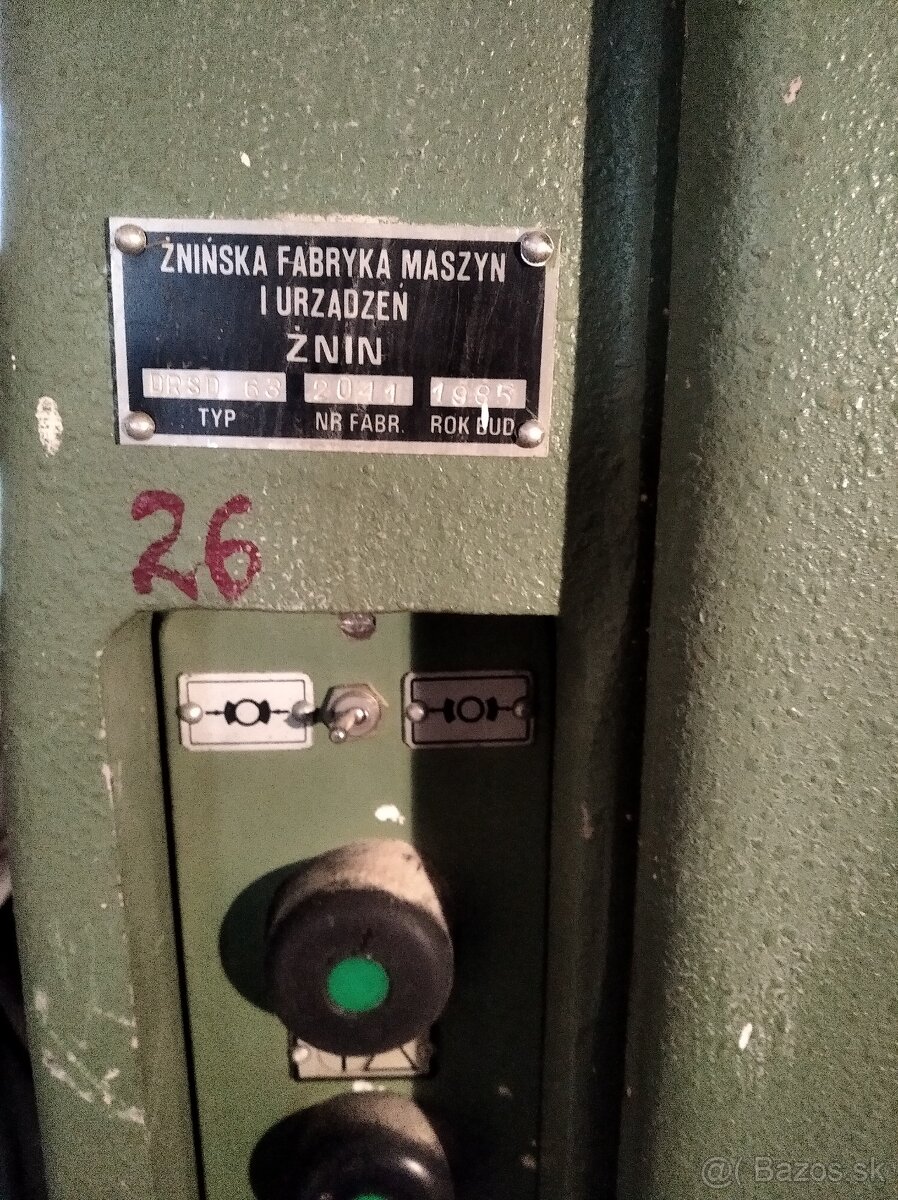 ŻNIŃSKA FABRYKA MASZYN
I URZĄDZEŃ
ŻNIN
DRSD 63 2011 1985
TYP NR FABR. ROK BUD.
26
@( Bazos.sk